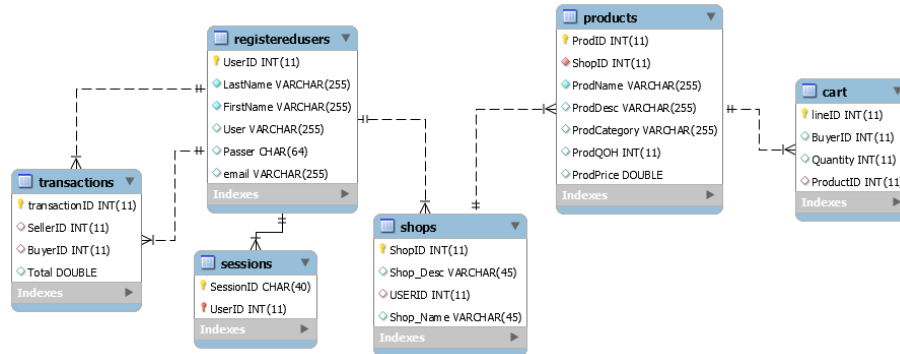 registeredusers
UserID INT(11)
LastName VARCHAR(255)
FirstName VARCHAR(255)
User VARCHAR(255)
Passer CHAR(64)
email VARCHAR(255)
Indexes
products
ProdID INT(11)
ShopID INT(11)
ProdName VARCHAR(255)
ProdDesc VARCHAR(255)
ProdCategory VARCHAR(255)
ProdQOH INT(11)
ProdPrice DOUBLE
Indexes
cart
lineID INT(11)
BuyerID INT(11)
Quantity INT(11)
ProductID INT(11)
Indexes
transactions
transactionID INT(11)
SellerID INT(11)
BuyerID INT(11)
Total DOUBLE
Indexes
sessions
SessionID CHAR(40)
UserID INT(11)
Indexes
shops
ShopID INT(11)
Shop_Desc VARCHAR(45)
USERID INT(11)
Shop_Name VARCHAR(45)
Indexes